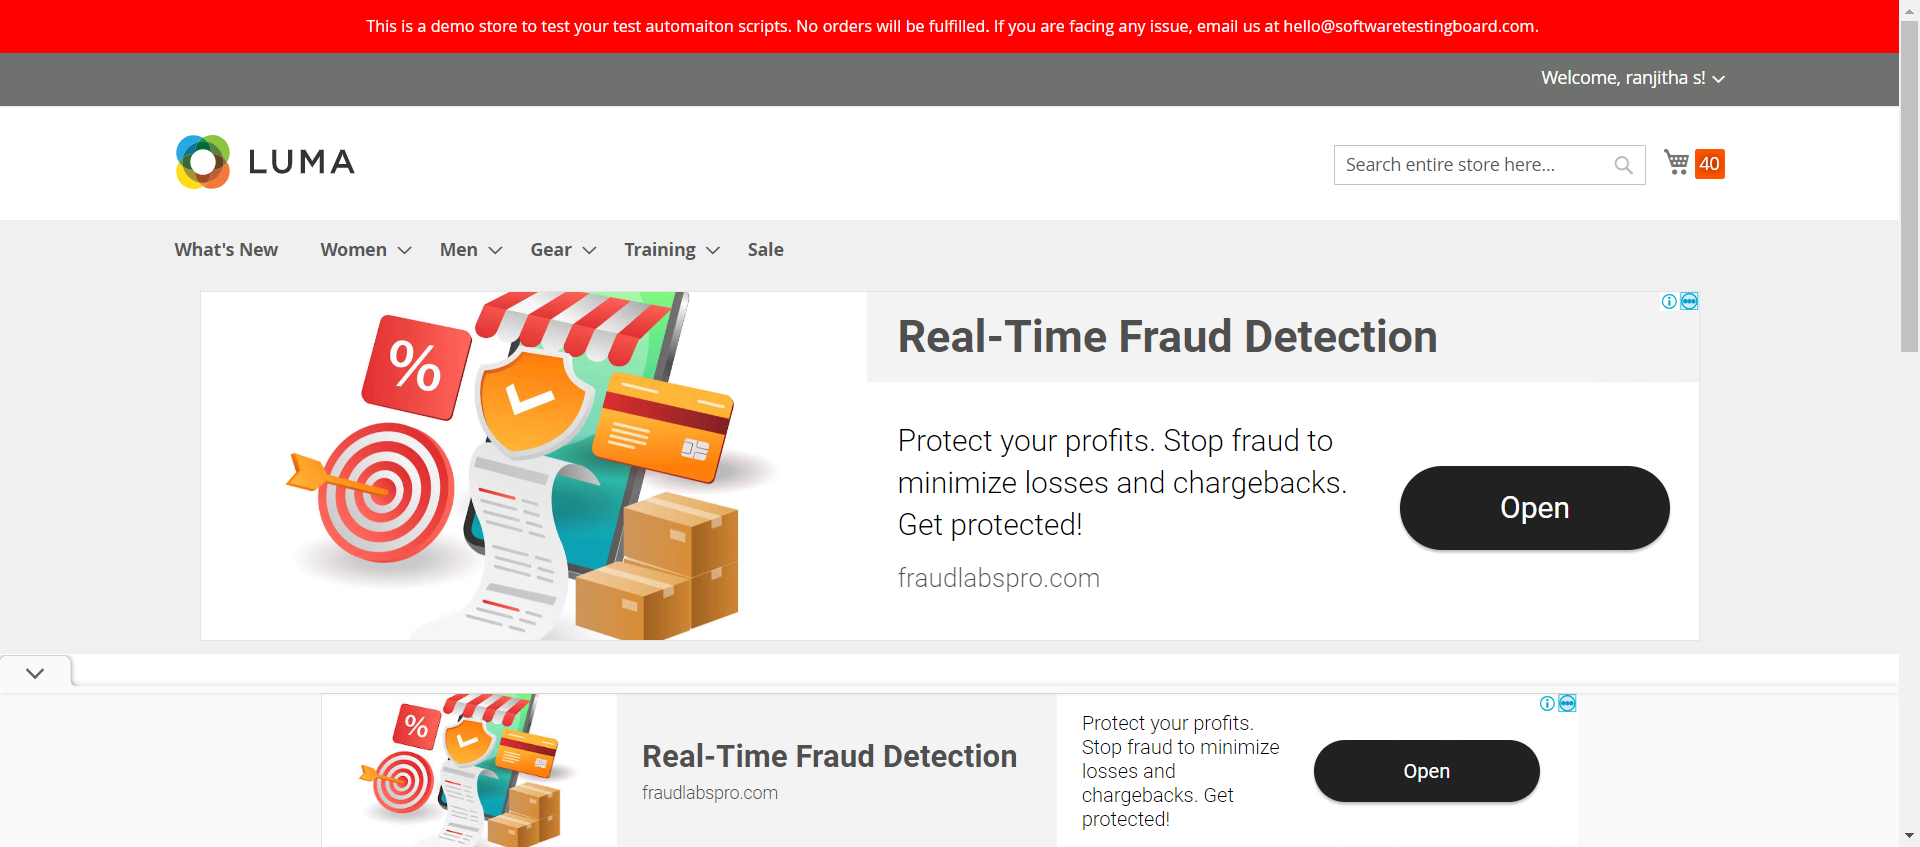 This is a demo store to test your test automaiton scripts. No orders will be fulfilled. If you are facing any issue, email us at hello@softwaretestingboard.com.
Welcome, ranjitha s!
LUMA
Search entire store here...
40
What's New
Women
Men
Gear
Training
Sale
%
Real-Time Fraud Detection
Protect your profits. Stop fraud to
minimize losses and chargebacks.
Get protected!
fraudlabspro.com
Open
%
Real-Time Fraud Detection
fraudlabspro.com
Protect your profits.
Stop fraud to minimize
losses and
chargebacks. Get
protected!
Open